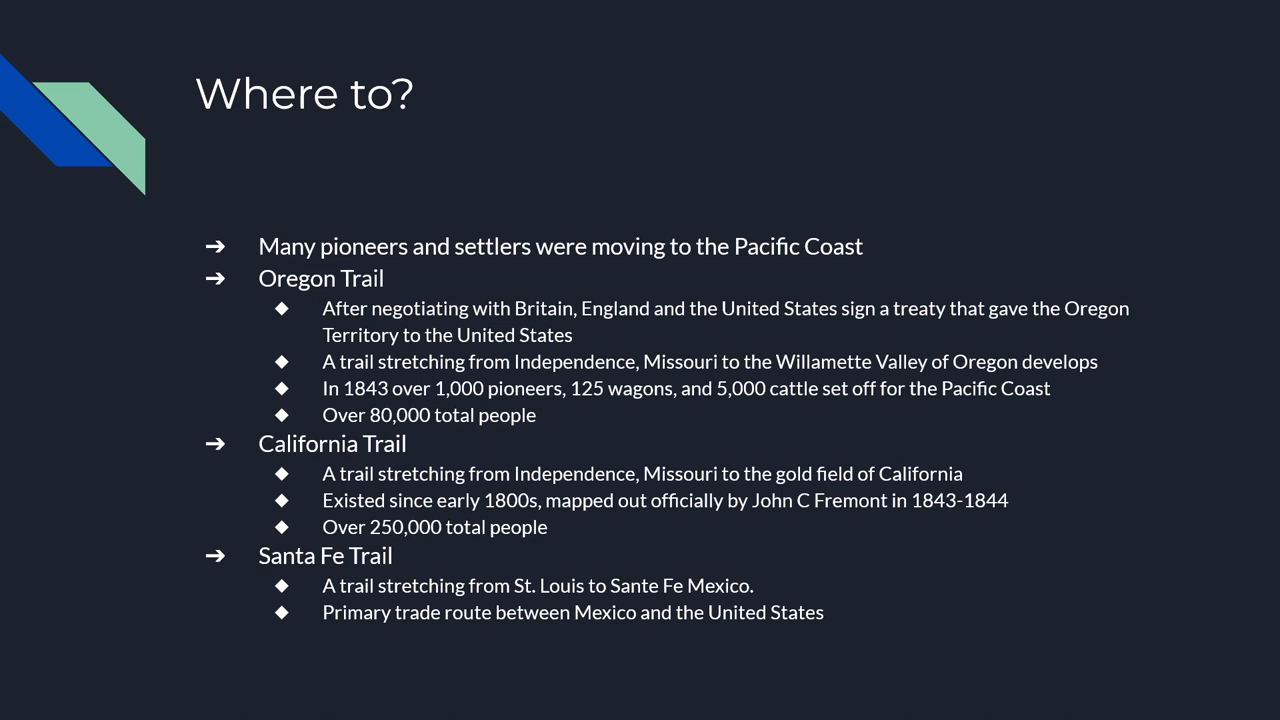 Where to?
➔ Many pioneers and settlers were moving to the Pacific Coast
➔ Oregon Trail
◆ After negotiating with Britain, England and the United States sign a treaty that gave the Oregon
Territory to the United States
◆ A trail stretching from Independence, Missouri to the Willamette Valley of Oregon develops
◆ In 1843 over 1,000 pioneers, 125 wagons, and 5,000 cattle set off for the Pacific Coast
◆ Over 80,000 total people
➔ California Trail
◆ A trail stretching from Independence, Missouri to the gold field of California
◆ Existed since early 1800s, mapped out officially by John C Fremont in 1843-1844
◆ Over 250,000 total people
➔ Santa Fe Trail
◆ A trail stretching from St. Louis to Sante Fe Mexico.
◆ Primary trade route between Mexico and the United States